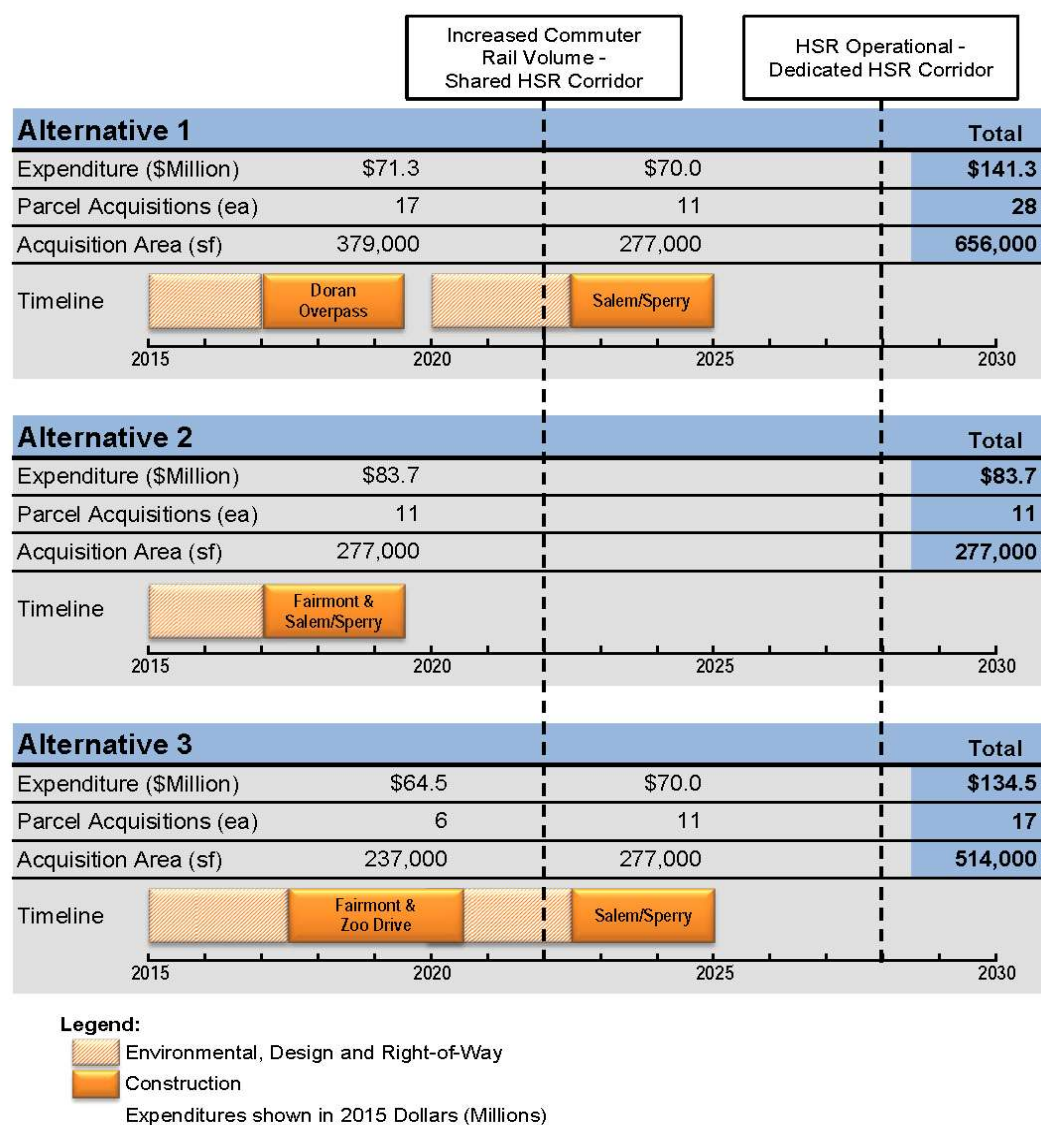 Increased Commuter
Rail Volume -
Shared HSR Corridor
HSR Operational -
Dedicated HSR Corridor
Alternative 1 Total
Expenditure ($Million) $71.3 $70.0 $141.3
Parcel Acquisitions (ea) 17 11 28
Acquisition Area (sf) 379,000 277,000 656,000
Timeline
Doran
Overpass
Salem/Sperry
2015 2020 2025 2030
Alternative 2 Total
Expenditure ($Million) $83.7 $83.7
Parcel Acquisitions (ea) 11 11
Acquisition Area (sf) 277,000 277,000
Timeline
Fairmont &
Salem/Sperry
2015 2020 2025 2030
Alternative 3 Total
Expenditure ($Million) $64.5 $70.0 $134.5
Parcel Acquisitions (ea) 6 11 17
Acquisition Area (sf) 237,000 277,000 514,000
Timeline
Fairmont &
Zoo Drive
Salem/Sperry
2015 2020 2025 2030
Legend:
Environmental, Design and Right-of-Way
Construction
Expenditures shown in 2015 Dollars (Millions)